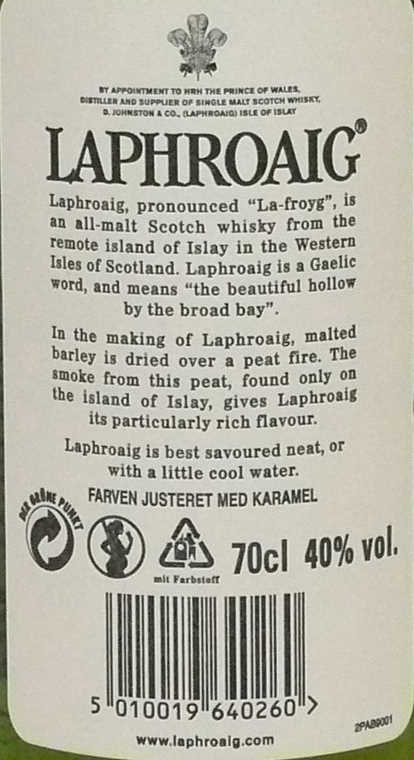 BY APPOINTMENT TO HRH THE PRINCE OF WALES,
DISTILLER AND SUPPLIER OF SINGLE MALT SCOTCH WHISKY,
D. JOHNSTON & CO., (LAPHROAIG) ISLE OF ISLAY
LAPHROAIG®
Laphroaig, pronounced “La-froyg”, is
an all-malt Scotch whisky from the
remote island of Islay in the Western
Isles of Scotland. Laphroaig is a Gaelic
word, and means “the beautiful hollow
by the broad bay”.
In the making of Laphroaig, malted
barley is dried over a peat fire. The
smoke from this peat, found only on
the island of Islay, gives Laphroaig
its particularly rich flavour.
Laphroaig is best savoured neat, or
with a little cool water.
FARVEN JUSTERET MED KARAMEL
DER GRÜNE PUNKT
70cl 40% vol.
mit Farbstoff
5 010019 640260 >
www.laphroaig.com
2PAB9001